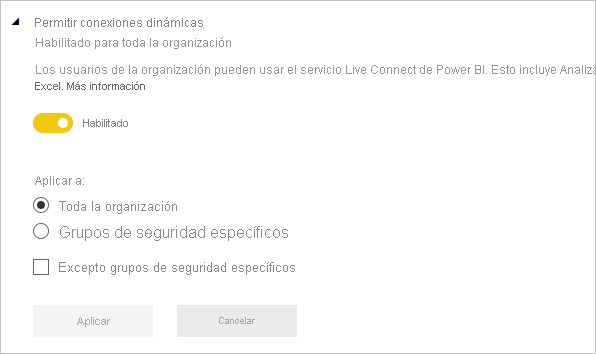 Permitir conexiones dinámicas
Habilitado para toda la organización
Los usuarios de la organización pueden usar el servicio Live Connect de Power BI. Esto incluye Analiza
Excel. Más información
Habilitado
Aplicar a:
Toda la organización
Grupos de seguridad específicos
Excepto grupos de seguridad específicos
Aplicar
Cancelar